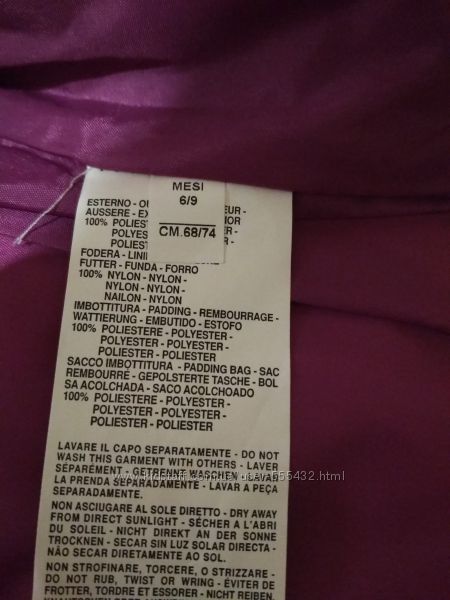 MESI
6/9
CM.68/74
ESTERNO -
AUSSERE -
100% POLIEST
POLYES
POLIEST
FODERA -
FUTTER - FUNDA - FORRO
100% NYLON - NYLON -
NYLON - NYLON -
NAILON - NYLON
IMBOTTITURA - PADDING - REMBOURRAGE -
WATTIERUNG - EMBUTIDO - ESTOFO
100% POLIESTERE - POLYESTER -
POLYESTER - POLYESTER -
POLIESTER - POLIESTER
SACCO IMBOTTITURA - PADDING BAG - SAC
REMBOURRÉ - GEPOLSTERTE TASCHE - BOL
SA ACOLCHADA - SACO ACOLCHOADO
100% POLIESTERE - POLYESTER -
POLYESTER - POLYESTER -
POLIESTER - POLIESTER
LAVARE IL CAPO SEPARATAMENTE - DO NOT
WASH THIS GARMENT WITH OTHERS - LAVER
SÉPARÉMENT - GETRENNT WASCHEN -
LA PRENDA SEPARADAMENTE - LAVAR A PEÇA
SEPARADAMENTE.
NON ASCIUGARE AL SOLE DIRETTO - DRY AWAY
FROM DIRECT SUNLIGHT - SÉCHER À L'ABRI
DU SOLEIL - NICHT DIREKT AN DER SONNE
TROCKNEN - SECAR SIN LUZ SOLAR DIRECTA -
NÃO SECAR DIRETAMENTE AO SOL.
NON STROFINARE, TORCERE, O STRIZZARE -
DO NOT RUB, TWIST OR WRING - ÉVITER DE
FROTTER, TORDRE ET ESSORER - NICHT REIBEN,